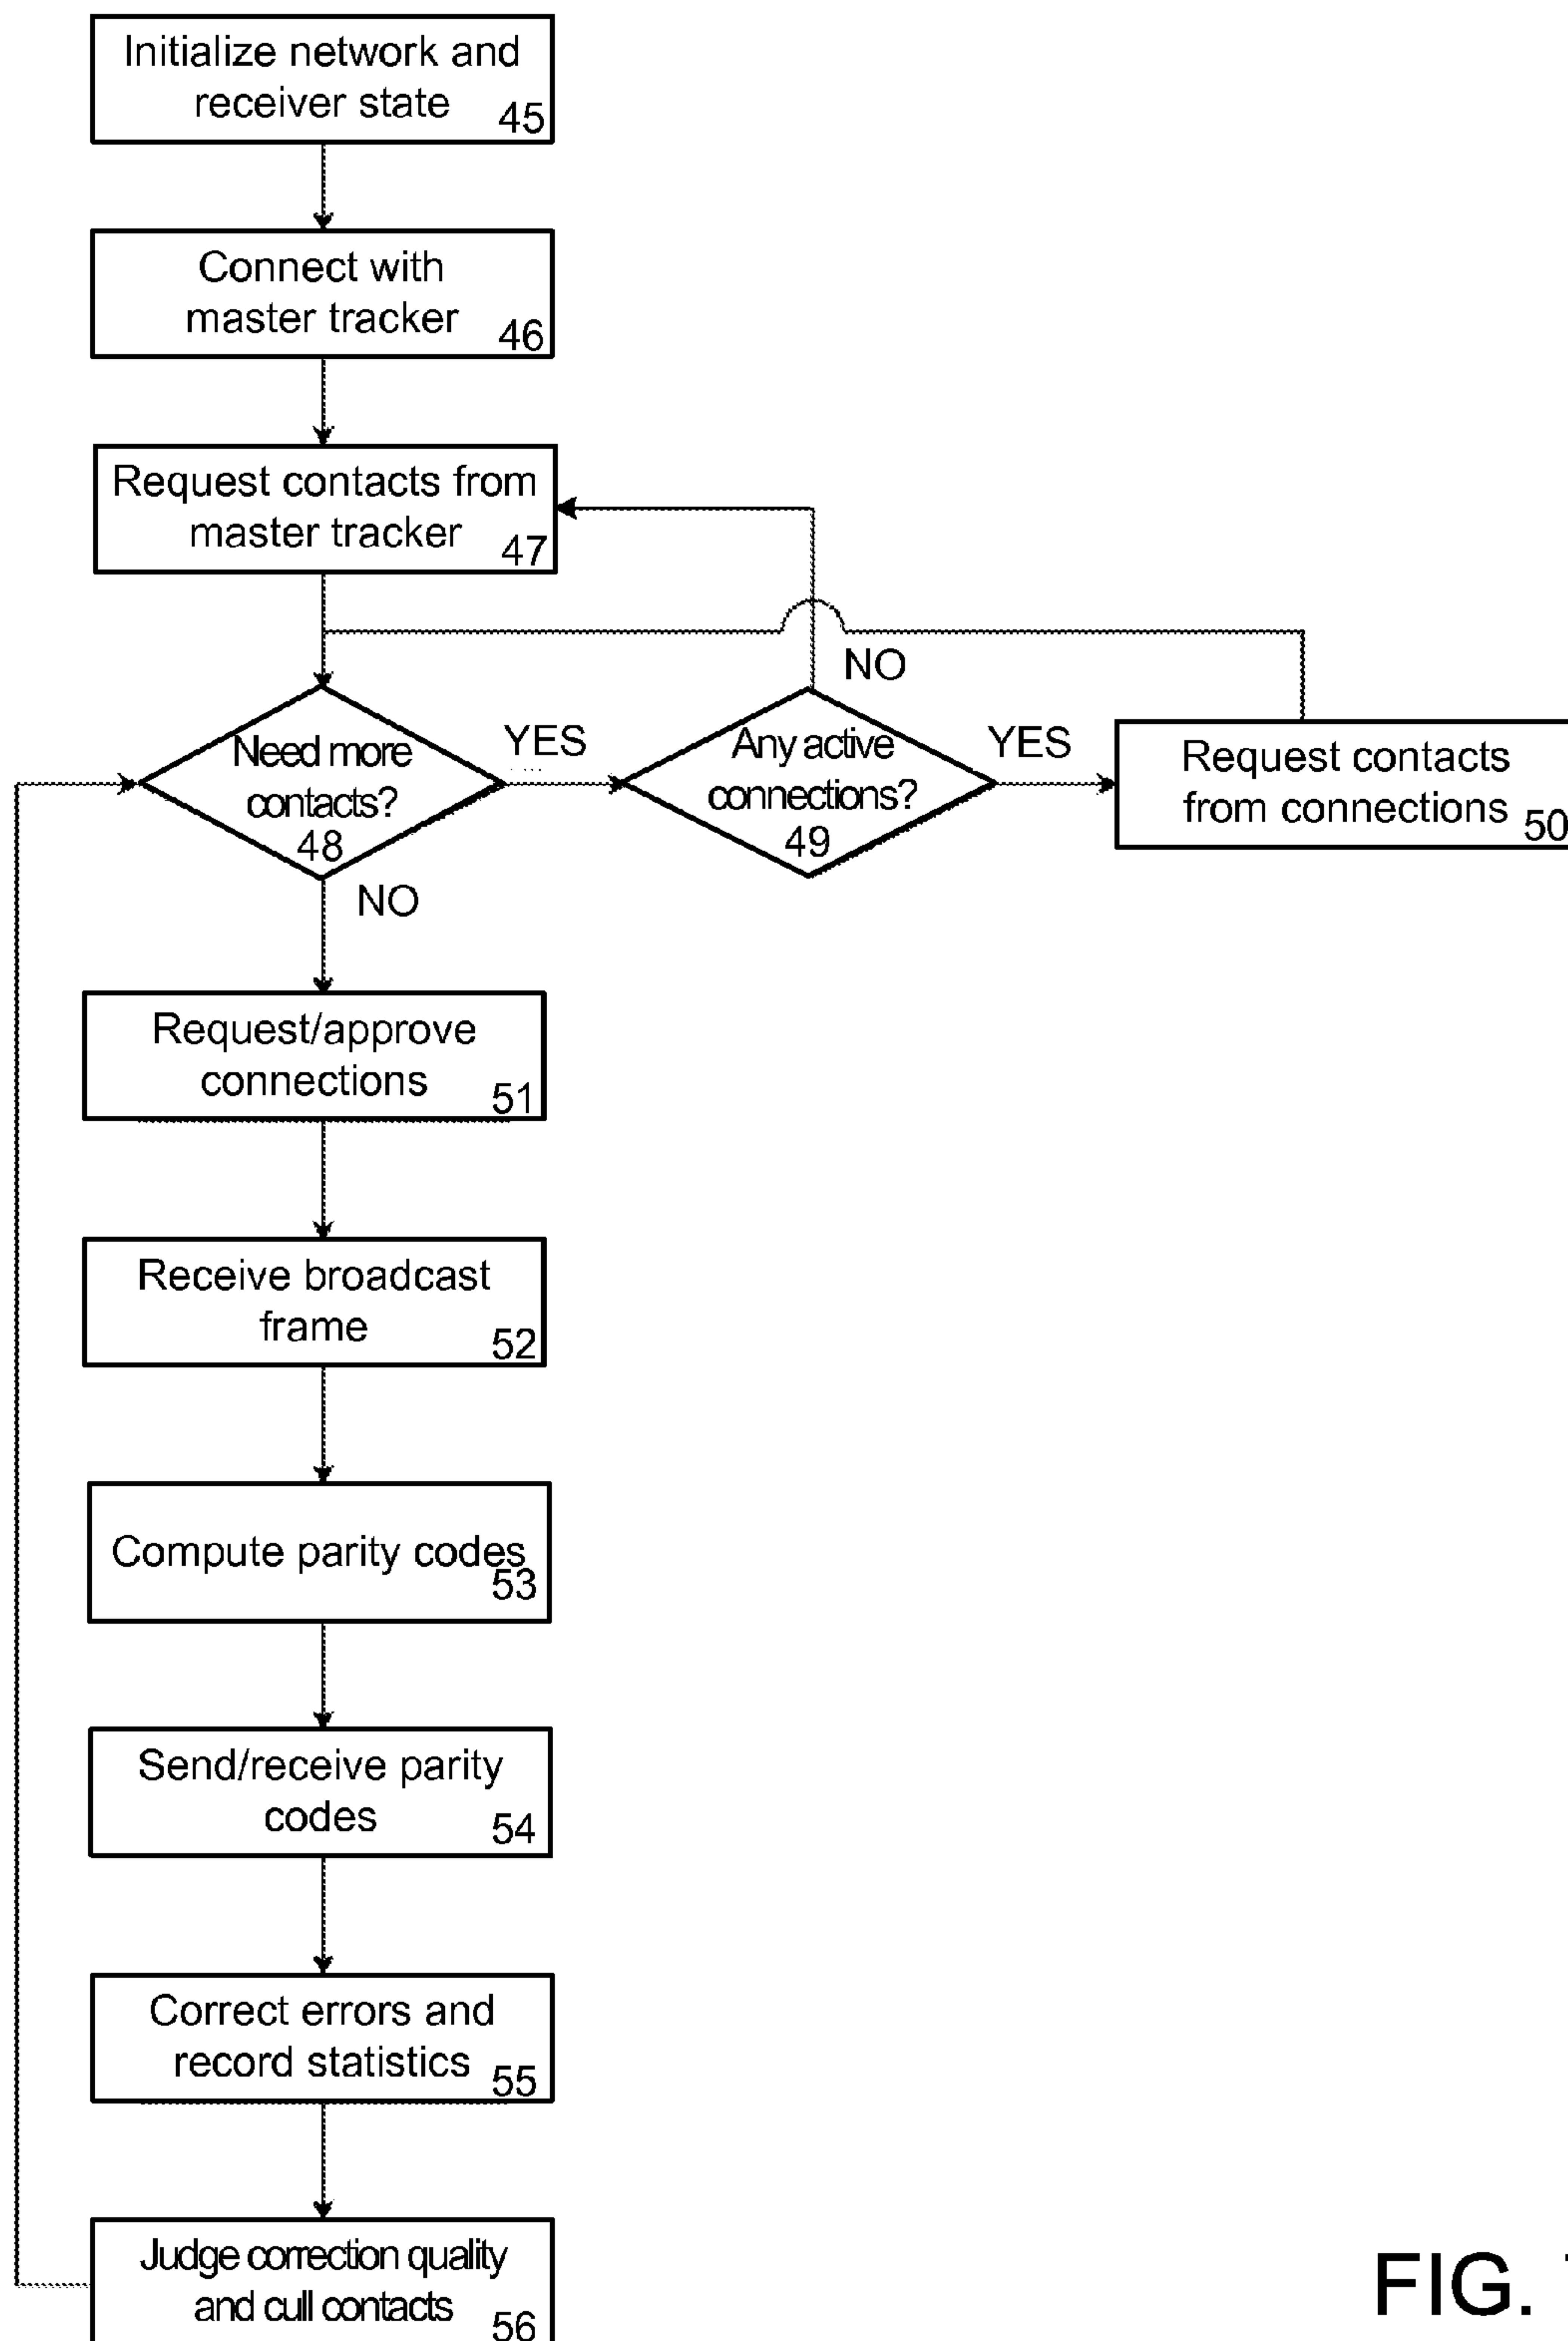 Initialize network and
receiver state
45
Connect with
master tracker
46
Request contacts from
master tracker
47
NO
Need more
contacts?
48
YES
Any active
connections?
49
YES
Request contacts
from connections
50
NO
Request/approve
connections
51
Receive broadcast
frame
52
Compute parity codes
53
Send/receive parity
codes
54
Correct errors and
record statistics
55
Judge correction quality
and cull contacts
56
FIG.